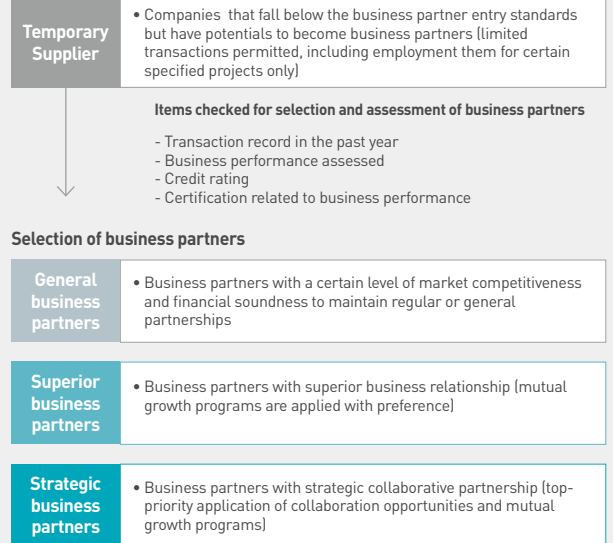 Temporary
Supplier
• Companies that fall below the business partner entry standards
but have potentials to become business partners (limited
transactions permitted, including employment them for certain
specified projects only)
Items checked for selection and assessment of business partners
- Transaction record in the past year
- Business performance assessed
- Credit rating
- Certification related to business performance
Selection of business partners
General
business
partners
• Business partners with a certain level of market competitiveness
and financial soundness to maintain regular or general
partnerships
Superior
business
partners
• Business partners with superior business relationship (mutual
growth programs are applied with preference)
Strategic
business
partners
• Business partners with strategic collaborative partnership (top-
priority application of collaboration opportunities and mutual
growth programs)